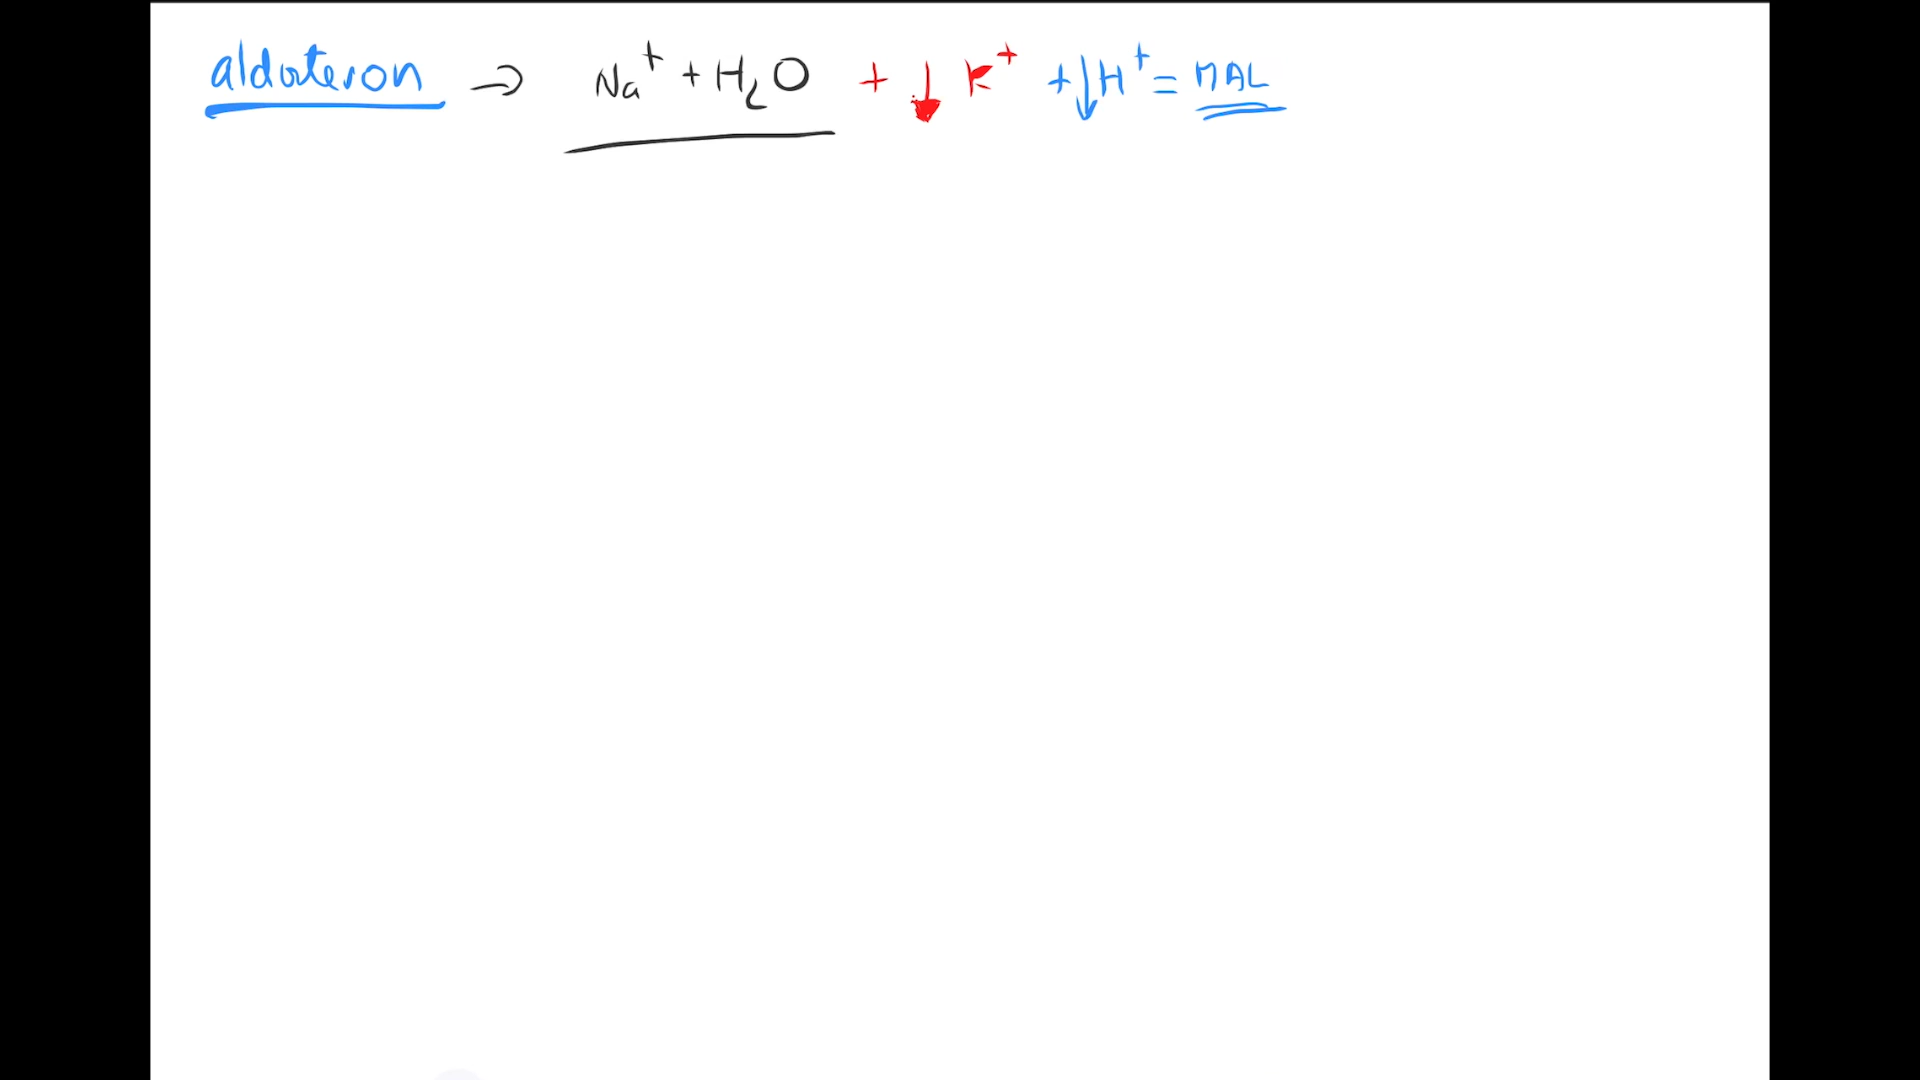 aldosteron → Na⁺ + H₂O + ↓ K⁺ + ↓H⁺ = MAL